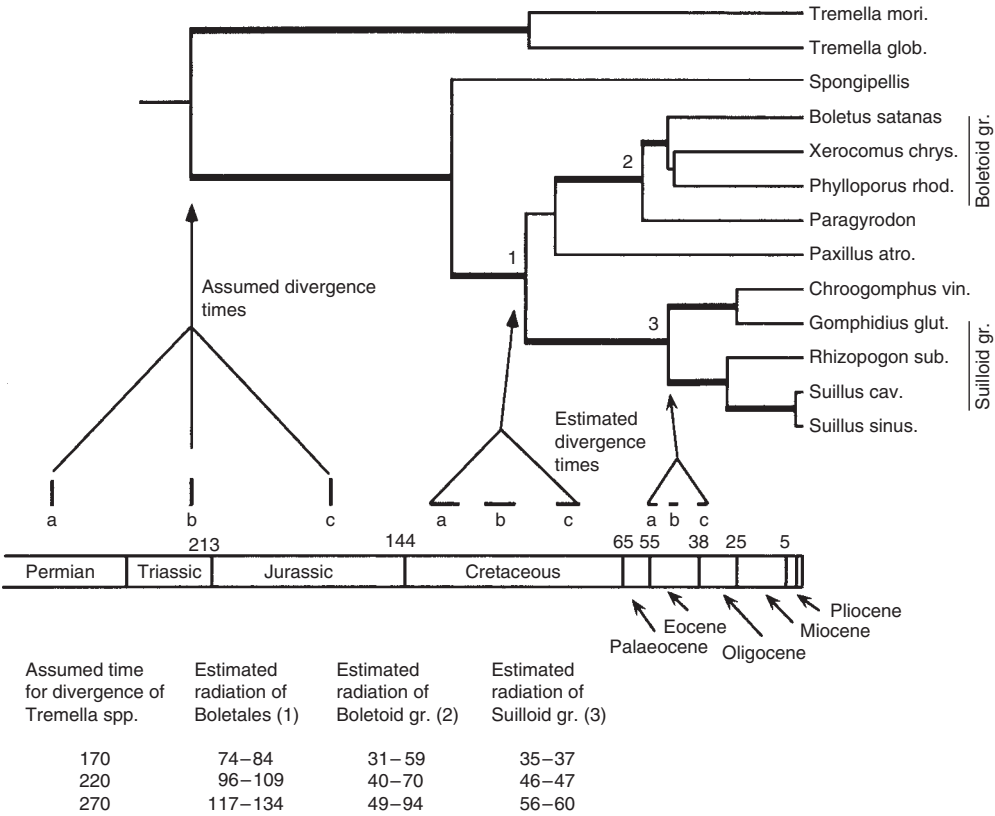 Tremella mori.
Tremella glob.
Spongipellis
Boletus satanas
Xerocomus chrys.
Phylloporus rhod.
Boletoid gr.
2
Paragyrodon
Paxillus atro.
1
Chroogomphus vin.
Gomphidius glut.
Rhizopogon sub.
Suillus cav.
Suillus sinus.
Suilloid gr.
3
Assumed divergence
times
Estimated
divergence
times
a b c a b c a b c
213 144 65 55 38 25 5
Permian Triassic Jurassic Cretaceous
Pliocene
Miocene
Eocene
Palaeocene
Oligocene
Assumed time Estimated Estimated Estimated
for divergence of radiation of radiation of radiation of
Tremella spp. Boletales (1) Boletoid gr. (2) Suilloid gr. (3)
170 74–84 31–59 35–37
220 96–109 40–70 46–47
270 117–134 49–94 56–60